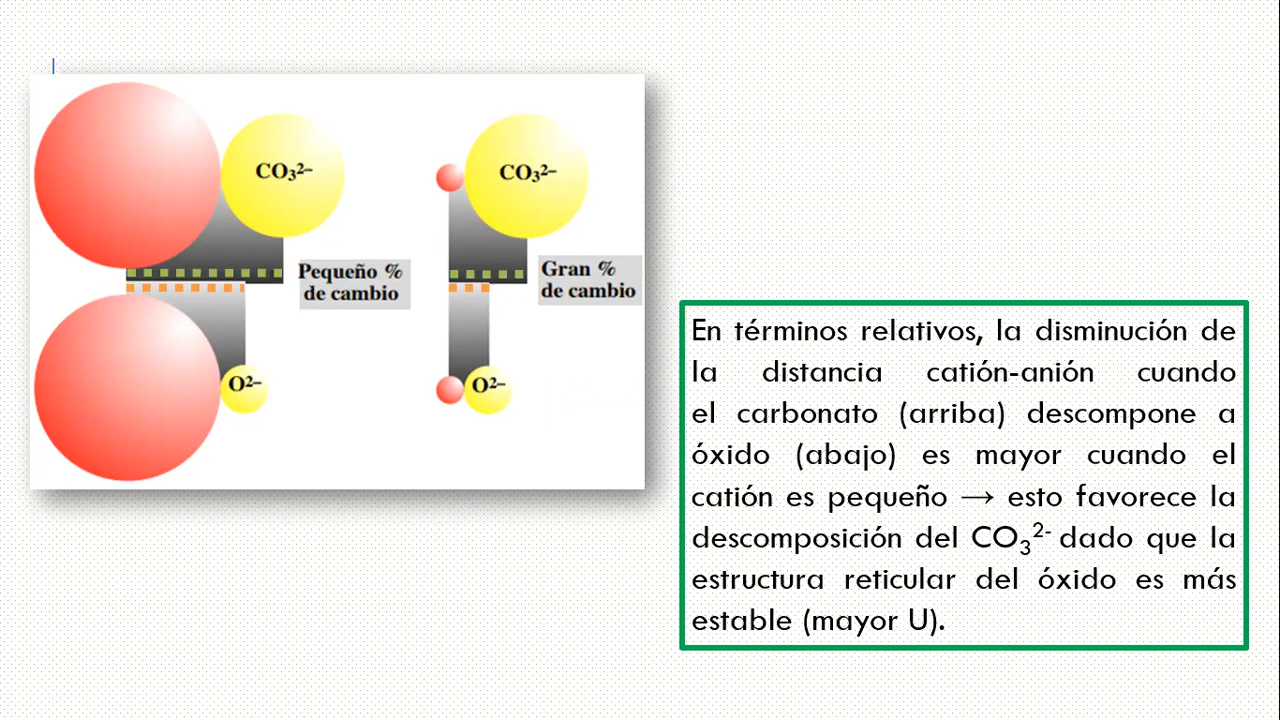 CO₃²⁻
CO₃²⁻
Pequeño %
de cambio
Gran %
de cambio
O²⁻
O²⁻
En términos relativos, la disminución de
la distancia catión-anión cuando
el carbonato (arriba) descompone a
óxido (abajo) es mayor cuando el
catión es pequeño → esto favorece la
descomposición del CO₃²⁻ dado que la
estructura reticular del óxido es más
estable (mayor U).